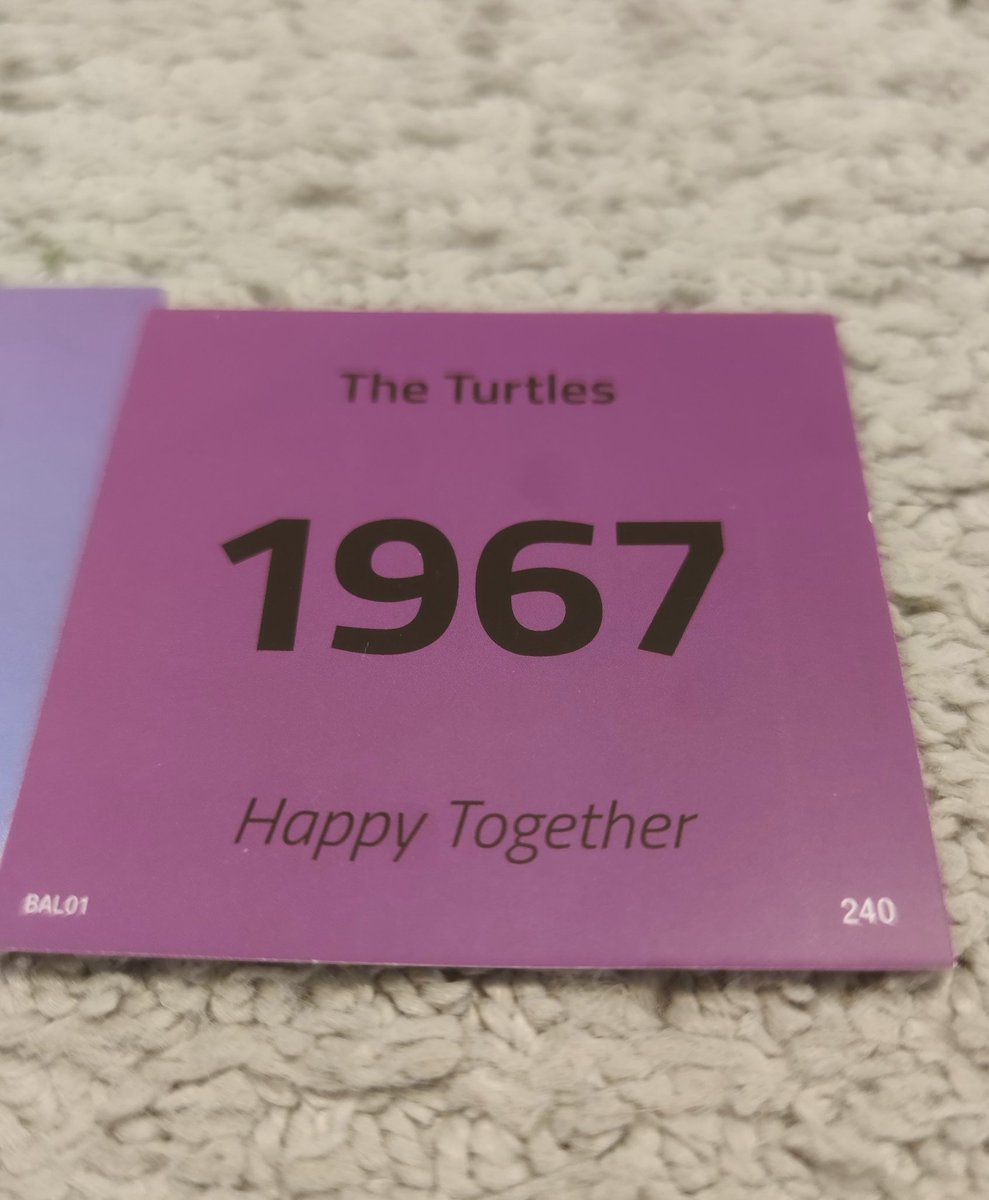 The Turtles
1967
Happy Together
BAL01
240